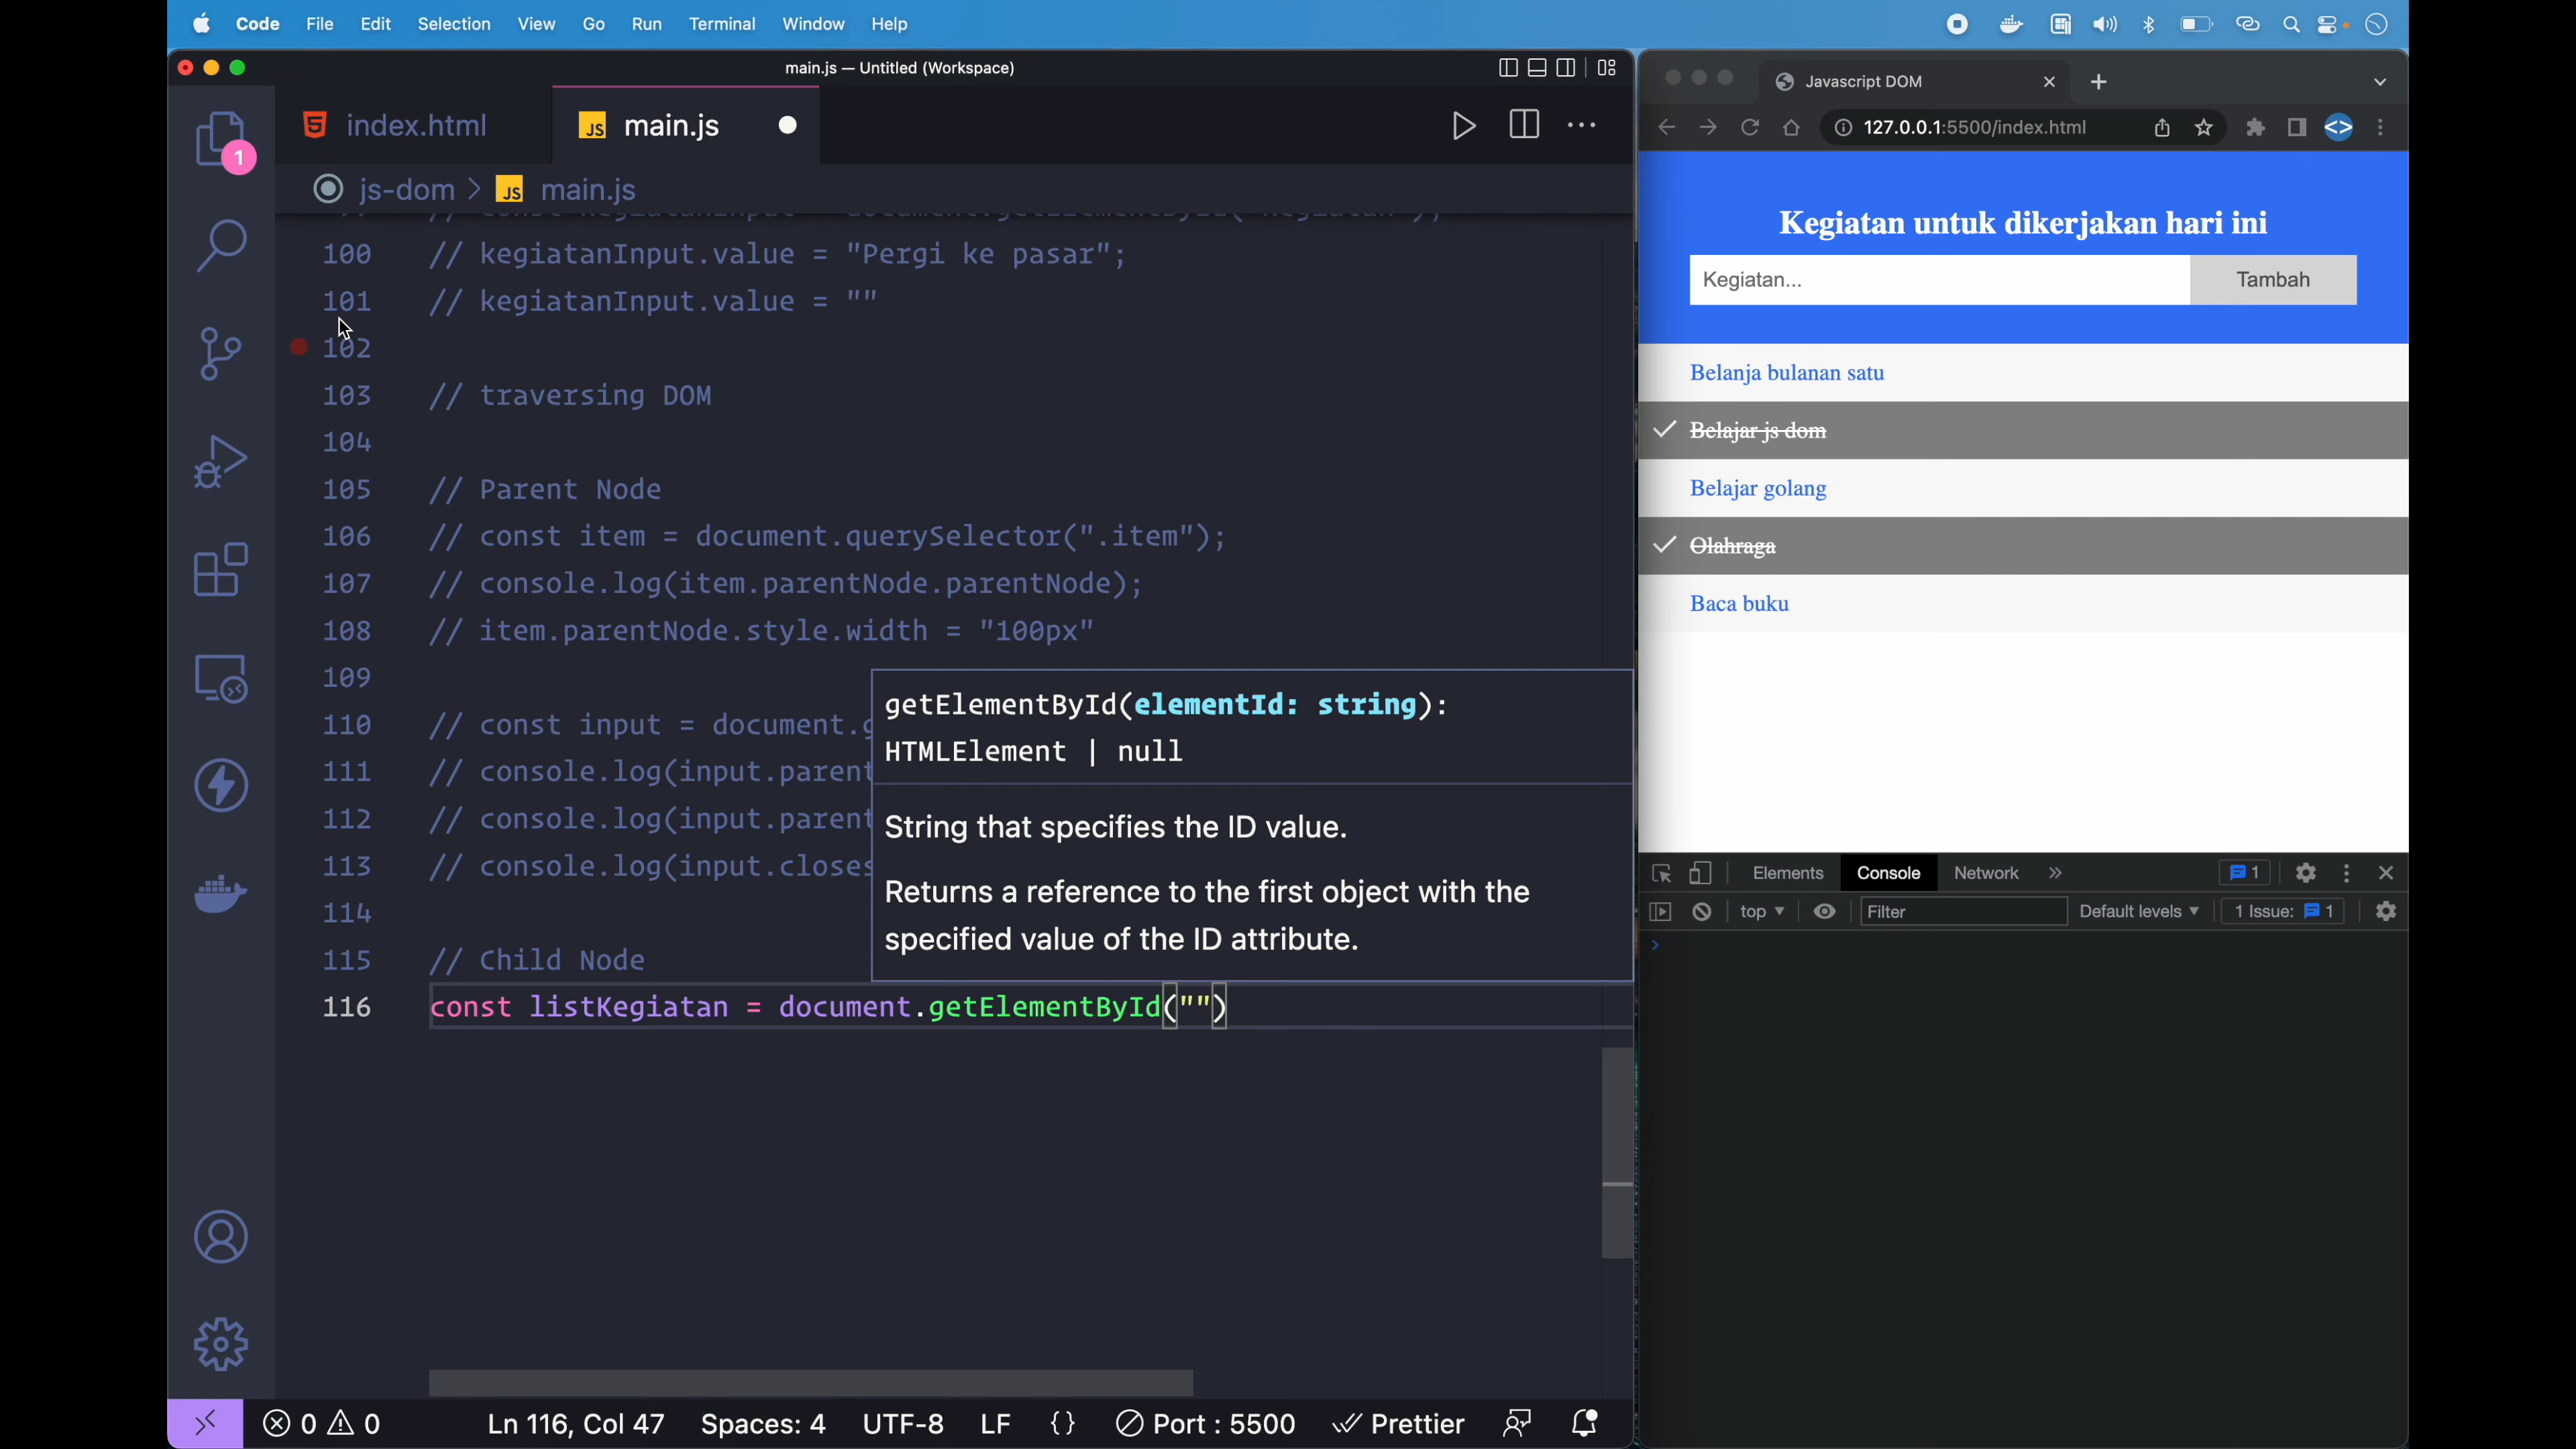 Code File Edit Selection View Go Run Terminal Window Help
main.js — Untitled (Workspace)
index.html
JS main.js
1
js-dom > JS main.js
100 // kegiatanInput.value = "Pergi ke pasar";
101 // kegiatanInput.value = ""
102
103 // traversing DOM
104
105 // Parent Node
106 // const item = document.querySelector(".item");
107 // console.log(item.parentNode.parentNode);
108 // item.parentNode.style.width = "100px"
109
110 // const input = document.g
111 // console.log(input.parent
112 // console.log(input.parent
113 // console.log(input.closes
114
115 // Child Node
116 const listKegiatan = document.getElementById("")
getElementById(elementId: string):
HTMLElement | null
String that specifies the ID value.
Returns a reference to the first object with the
specified value of the ID attribute.
0 0 Ln 116, Col 47 Spaces: 4 UTF-8 LF {} Port : 5500 Prettier
Javascript DOM
127.0.0.1:5500/index.html
Kegiatan untuk dikerjakan hari ini
Kegiatan... Tambah
Belanja bulanan satu
Belajar js dom
Belajar golang
Olahraga
Baca buku
Elements Console Network » 1
top Filter Default levels 1 Issue: 1